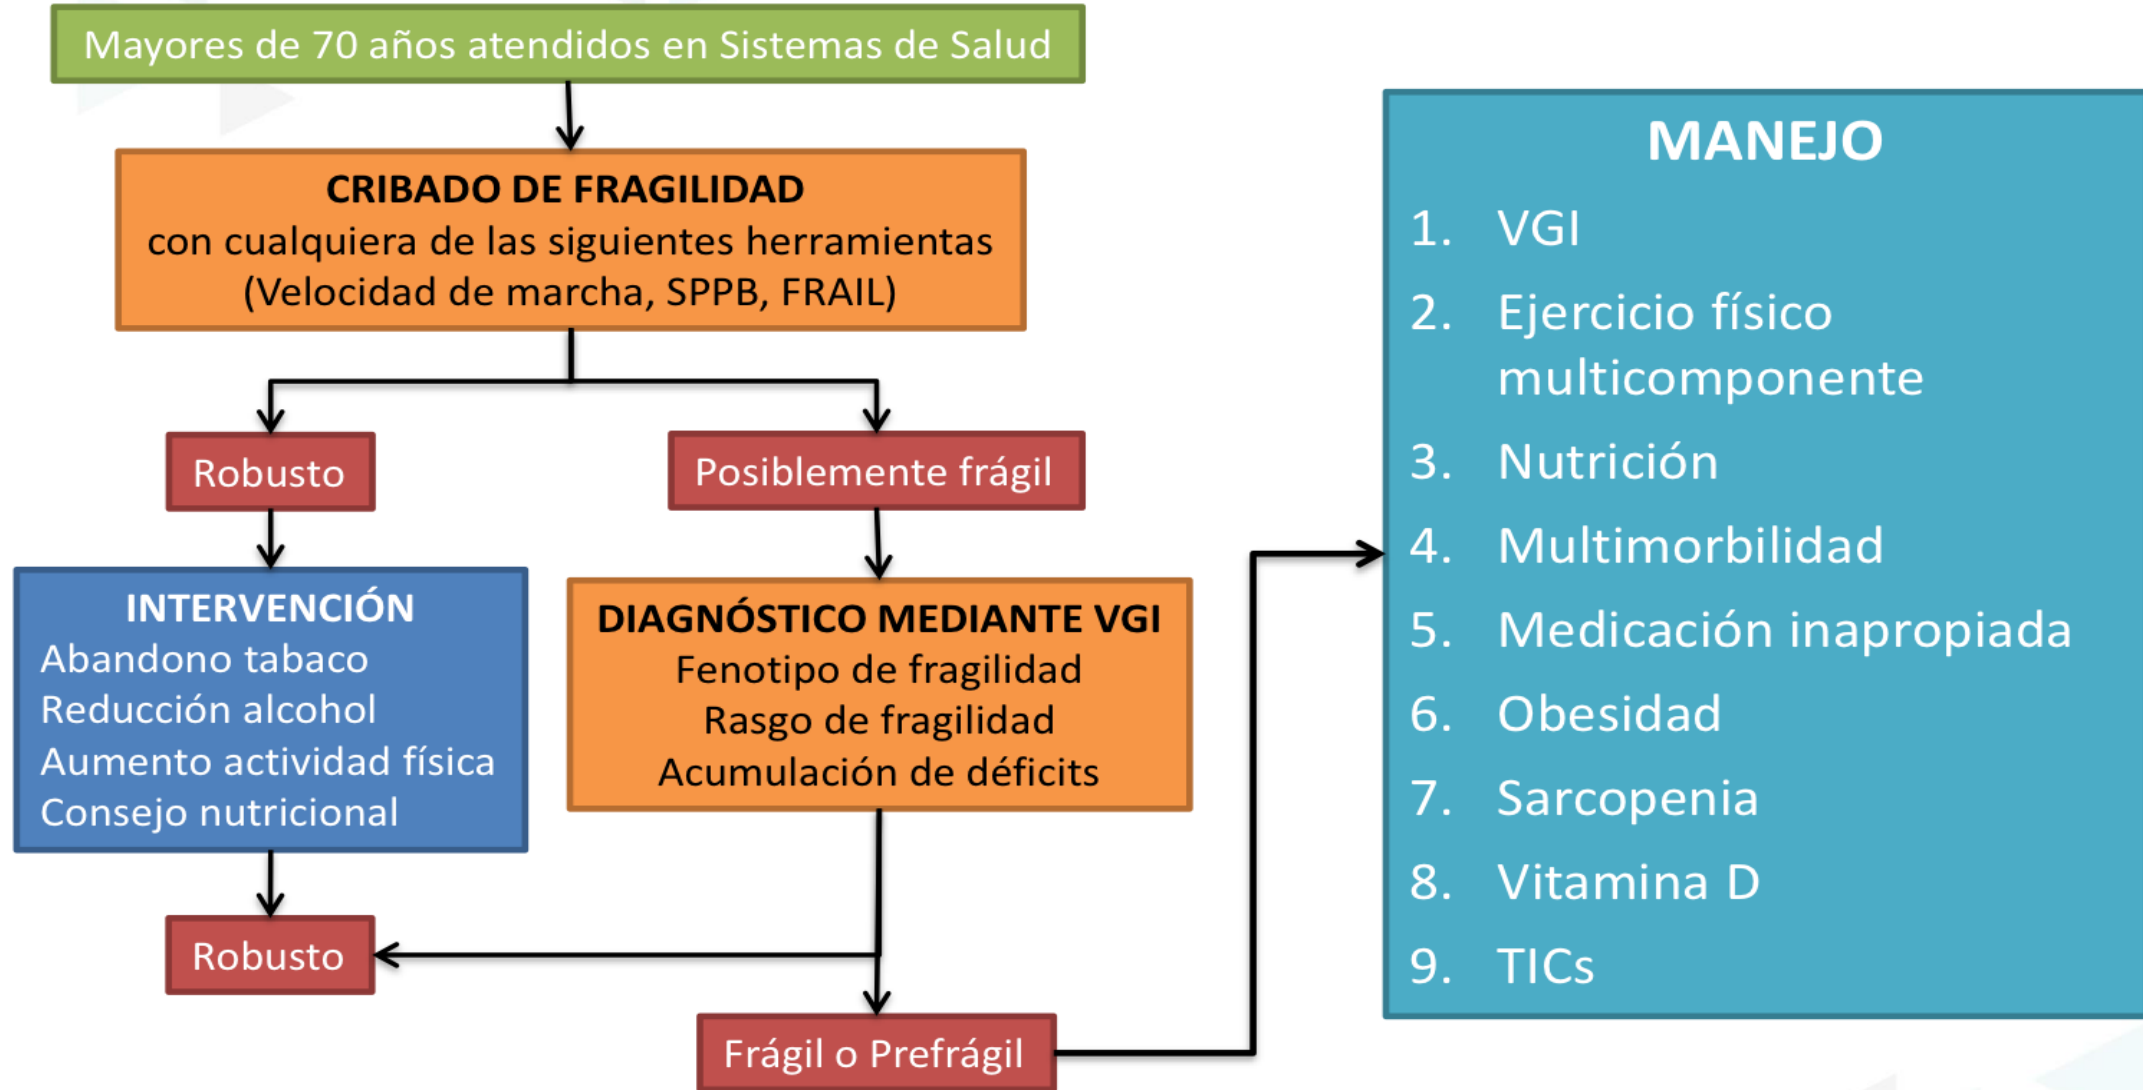 Mayores de 70 años atendidos en Sistemas de Salud
CRIBADO DE FRAGILIDAD
con cualquiera de las siguientes herramientas
(Velocidad de marcha, SPPB, FRAIL)
Robusto
Posiblemente frágil
INTERVENCIÓN
Abandono tabaco
Reducción alcohol
Aumento actividad física
Consejo nutricional
DIAGNÓSTICO MEDIANTE VGI
Fenotipo de fragilidad
Rasgo de fragilidad
Acumulación de déficits
Robusto
Frágil o Prefrágil
MANEJO
1. VGI
2. Ejercicio físico
multicomponente
3. Nutrición
4. Multimorbilidad
5. Medicación inapropiada
6. Obesidad
7. Sarcopenia
8. Vitamina D
9. TICs